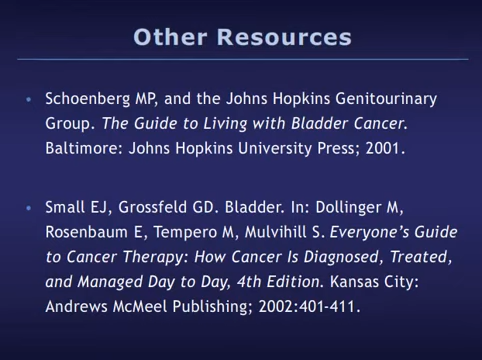 Other Resources
• Schoenberg MP, and the Johns Hopkins Genitourinary
Group. The Guide to Living with Bladder Cancer.
Baltimore: Johns Hopkins University Press; 2001.
• Small EJ, Grossfeld GD. Bladder. In: Dollinger M,
Rosenbaum E, Tempero M, Mulvihill S. Everyone’s Guide
to Cancer Therapy: How Cancer Is Diagnosed, Treated,
and Managed Day to Day, 4th Edition. Kansas City:
Andrews McMeel Publishing; 2002:401-411.